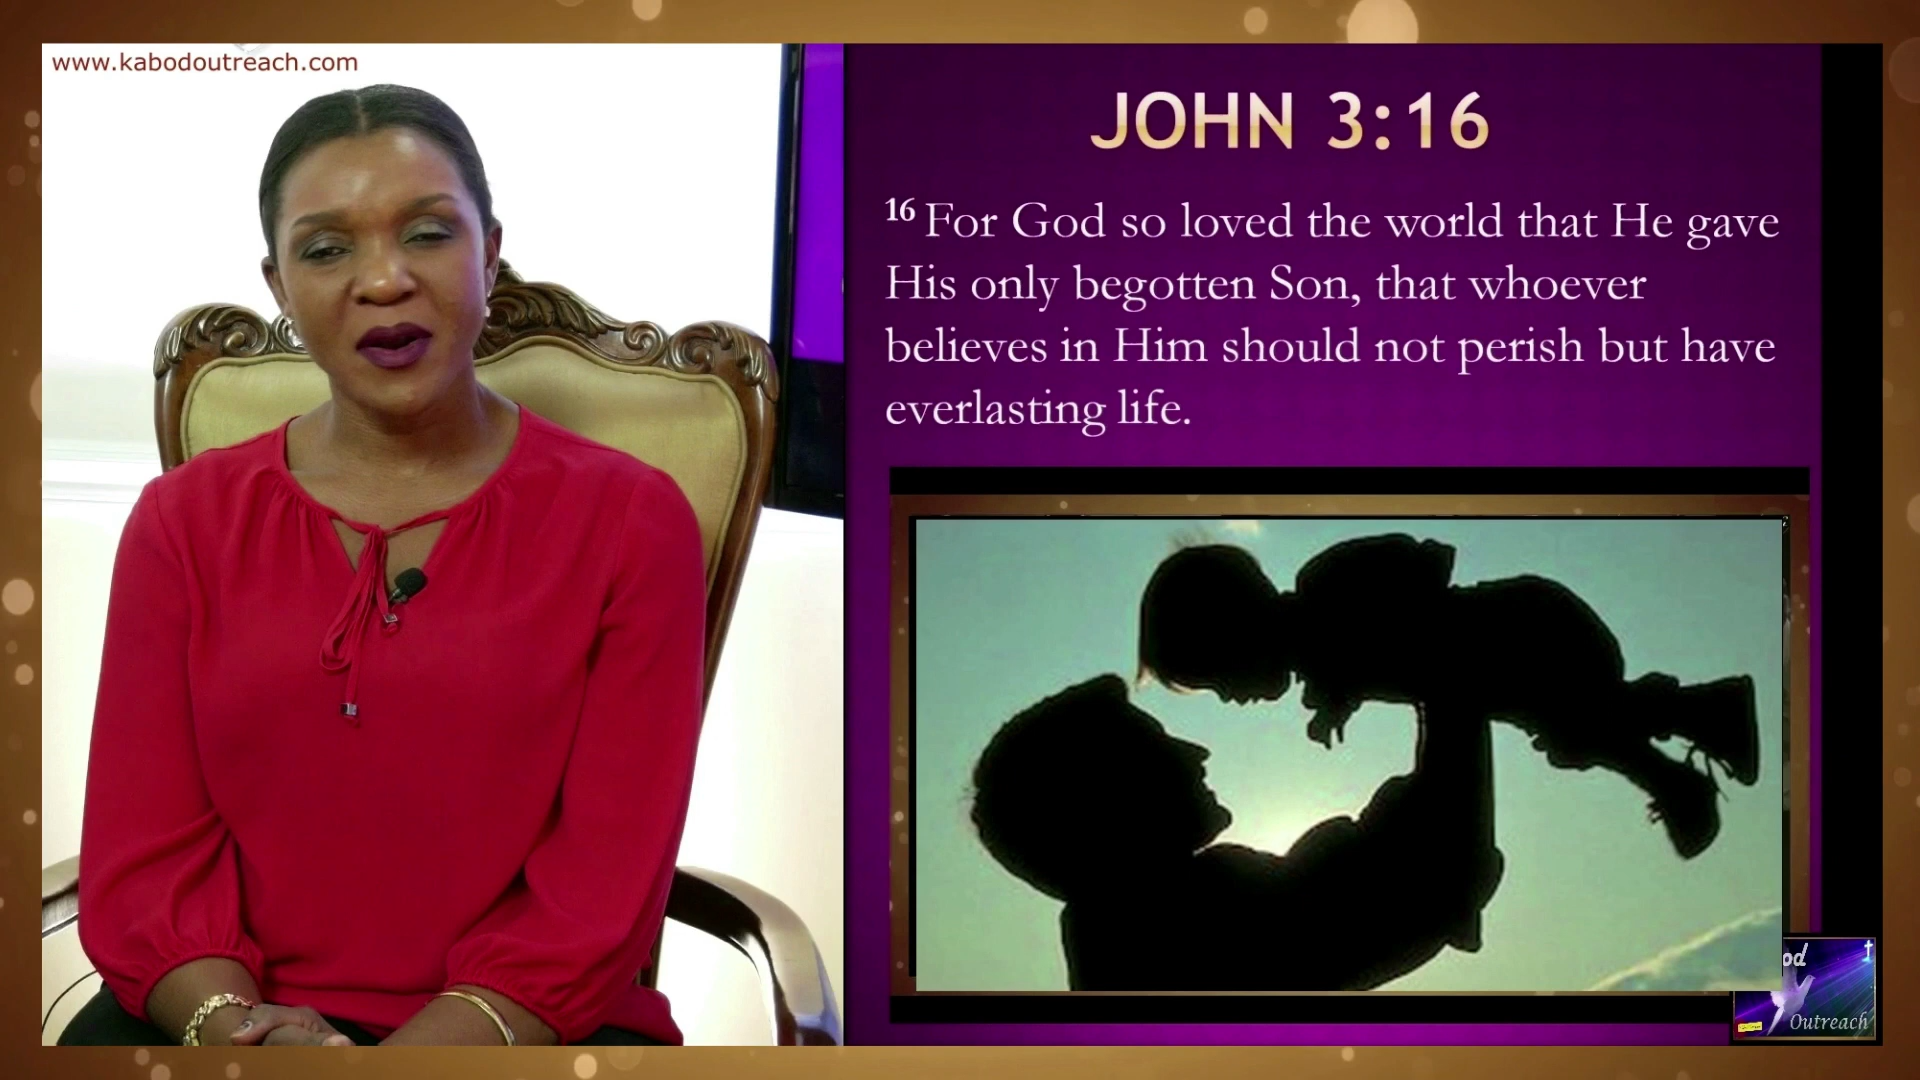 www.kabodoutreach.com
JOHN 3:16
16 For God so loved the world that He gave
His only begotten Son, that whoever
believes in Him should not perish but have
everlasting life.
od
Outreach